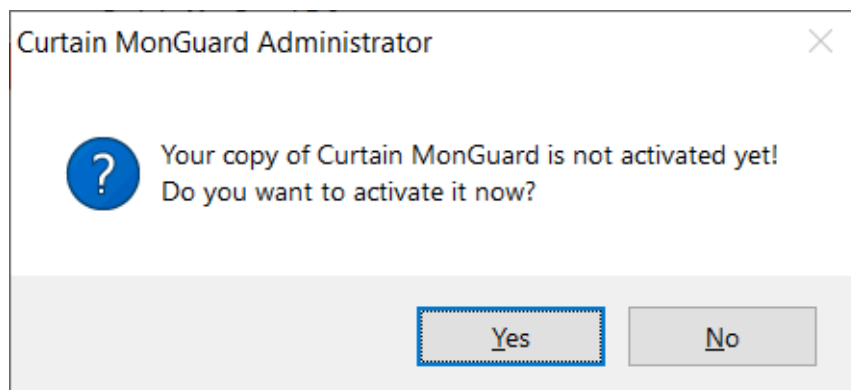 Curtain MonGuard Administrator
?
Your copy of Curtain MonGuard is not activated yet!
Do you want to activate it now?
Yes
No